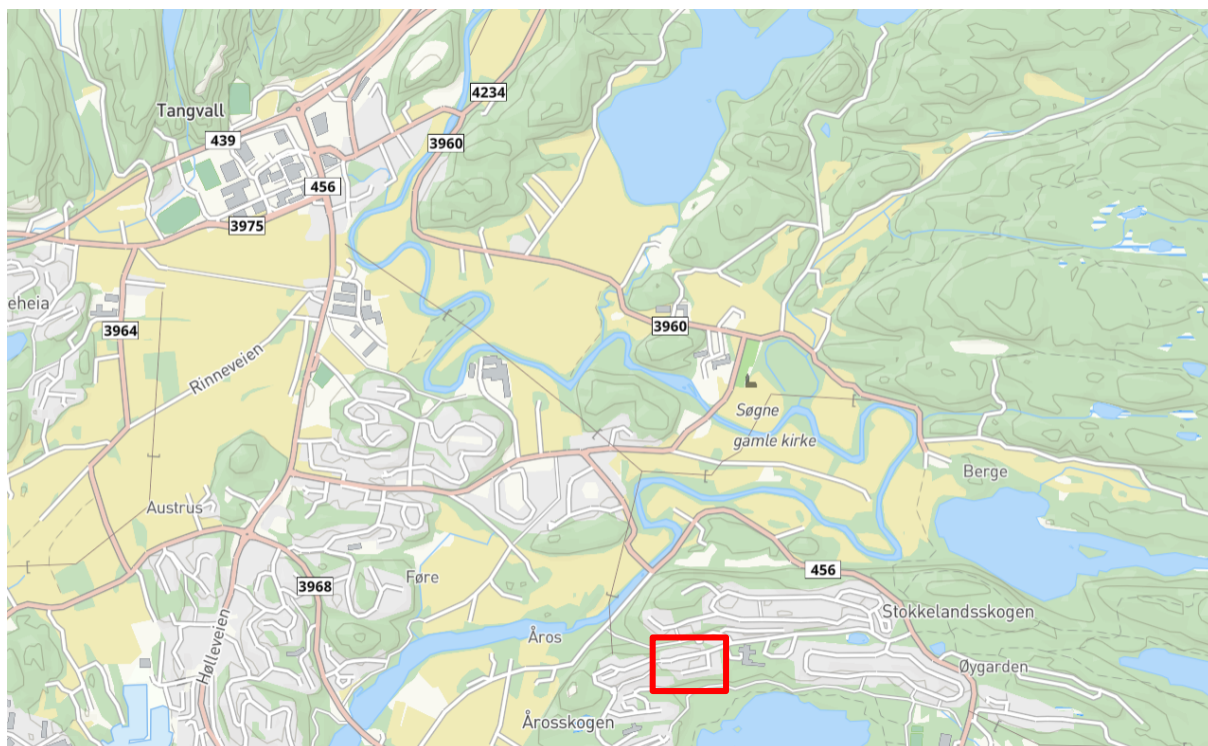 4234
Tangvall
439
3960
456
3975
eheia
3964
3960
Rinneveien
Søgne
gamle kirke
Berge
Austrus
456
Føre
3968
Stokkelandsskogen
Åros
Høllevelen
Øygarden
Årosskogen